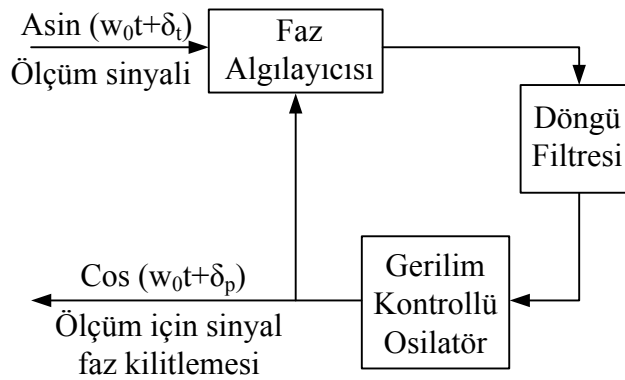 Asin (w₀t+δₜ)
Ölçüm sinyali
Faz
Algılayıcısı
Döngü
Filtresi
Gerilim
Kontrollü
Osilatör
Cos (w₀t+δₚ)
Ölçüm için sinyal
faz kilitlemesi